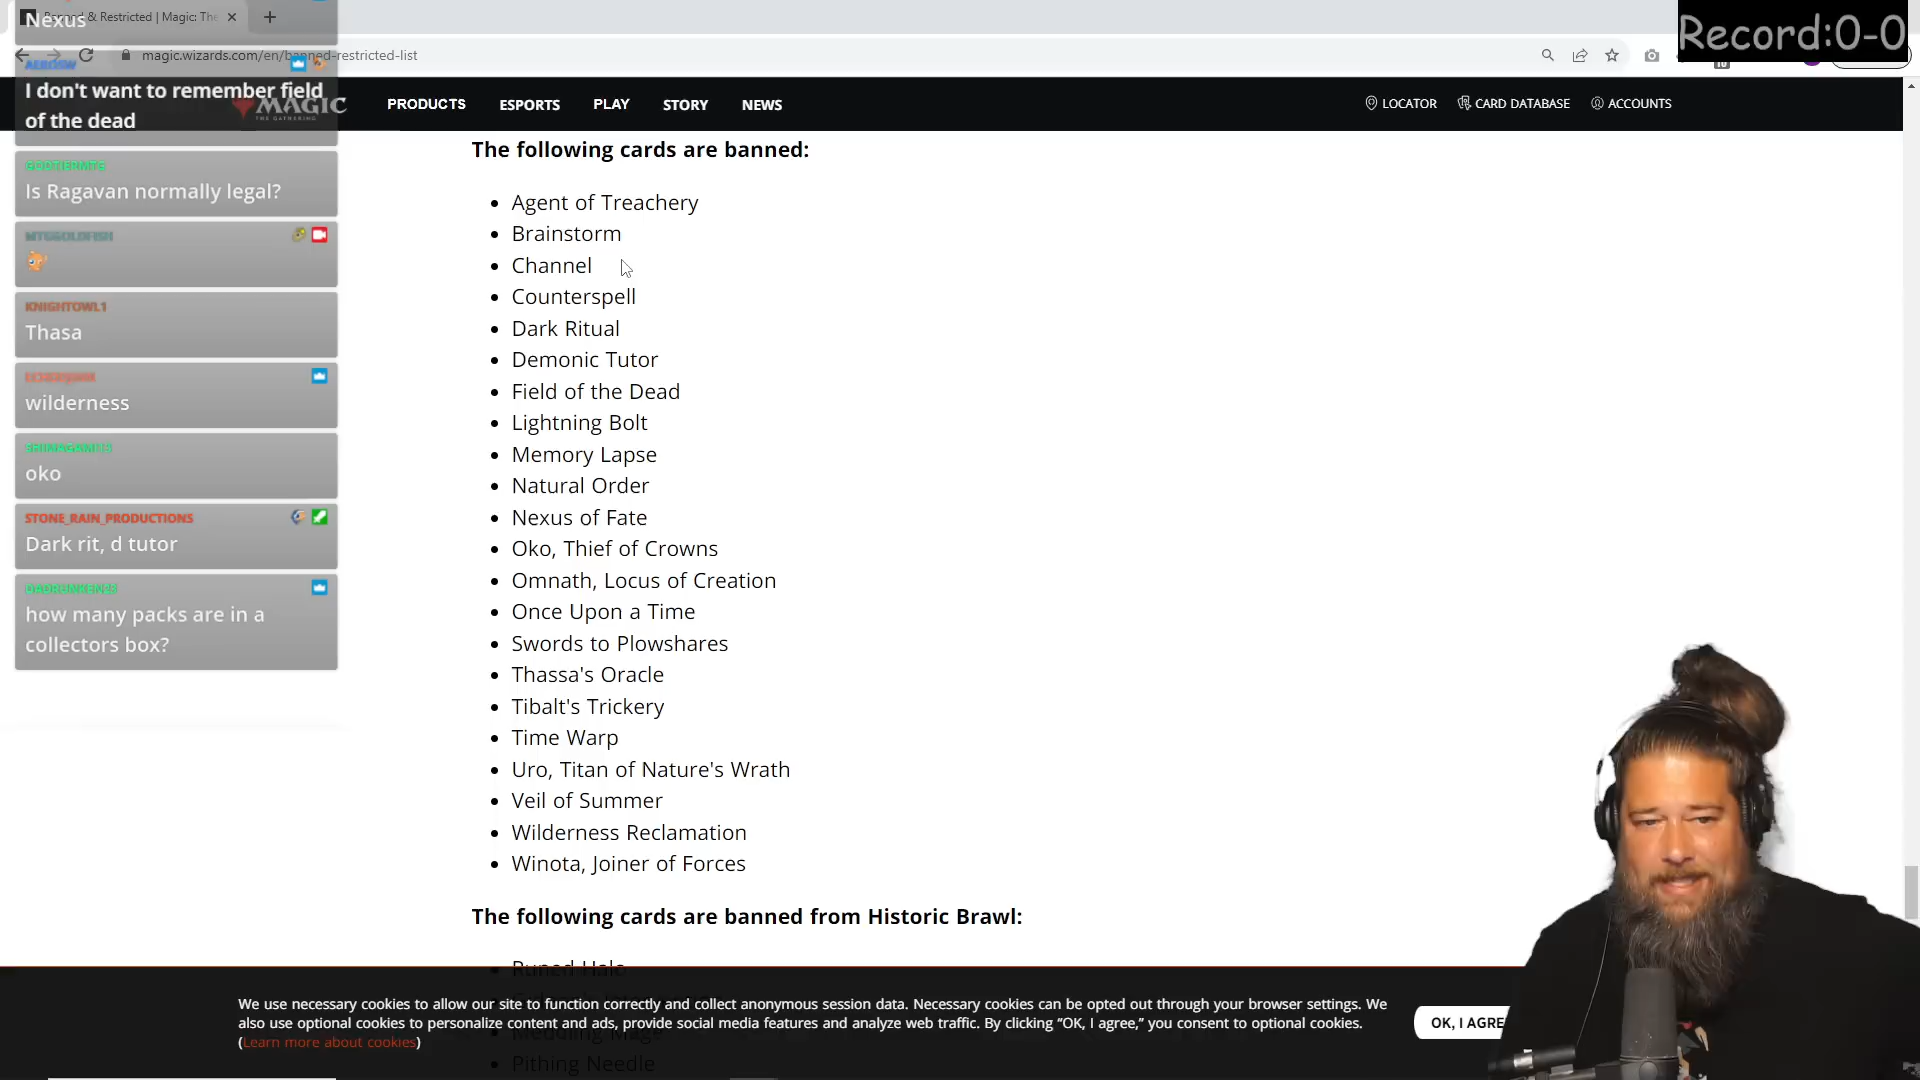 & Restricted | Magic: The
Record:0-0
Nexus
magic.wizards.com/en/banned-restricted-list
I don't want to remember field
of the dead
MAGIC
THE GATHERING
PRODUCTS
ESPORTS
PLAY
STORY
NEWS
LOCATOR
CARD DATABASE
ACCOUNTS
GODTIERMTG
Is Ragavan normally legal?
MTGGOLDFISH
KNIGHTOWL1
Thasa
wilderness
oko
STONE_RAIN_PRODUCTIONS
Dark rit, d tutor
how many packs are in a
collectors box?
The following cards are banned:
• Agent of Treachery
• Brainstorm
• Channel
• Counterspell
• Dark Ritual
• Demonic Tutor
• Field of the Dead
• Lightning Bolt
• Memory Lapse
• Natural Order
• Nexus of Fate
• Oko, Thief of Crowns
• Omnath, Locus of Creation
• Once Upon a Time
• Swords to Plowshares
• Thassa's Oracle
• Tibalt's Trickery
• Time Warp
• Uro, Titan of Nature's Wrath
• Veil of Summer
• Wilderness Reclamation
• Winota, Joiner of Forces
The following cards are banned from Historic Brawl:
• Runed Halo
We use necessary cookies to allow our site to function correctly and collect anonymous session data. Necessary cookies can be opted out through your browser settings. We
also use optional cookies to personalize content and ads, provide social media features and analyze web traffic. By clicking “OK, I agree,” you consent to optional cookies.
(Learn more about cookies)
OK, I AGRE
• Pithing Needle